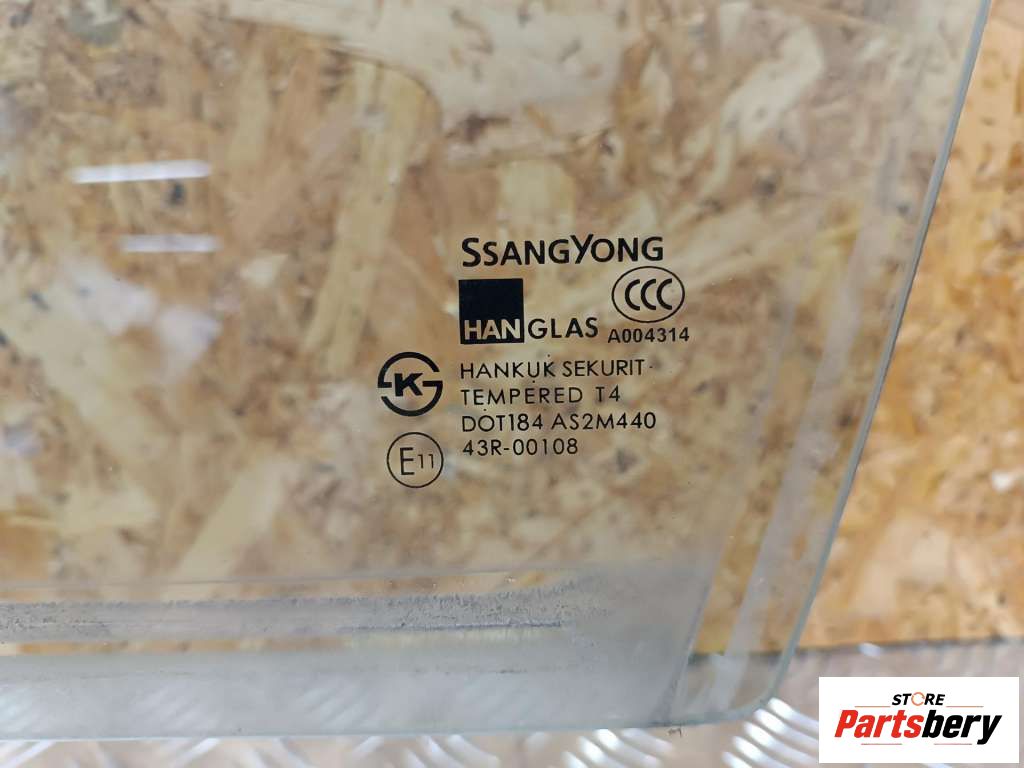 SSANGYONG
HANGLAS
CCC
A004314
K
HANKUK SEKURIT
TEMPERED T4
DOT184 AS2M440
E11
43R-00108
STORE
Partsbery